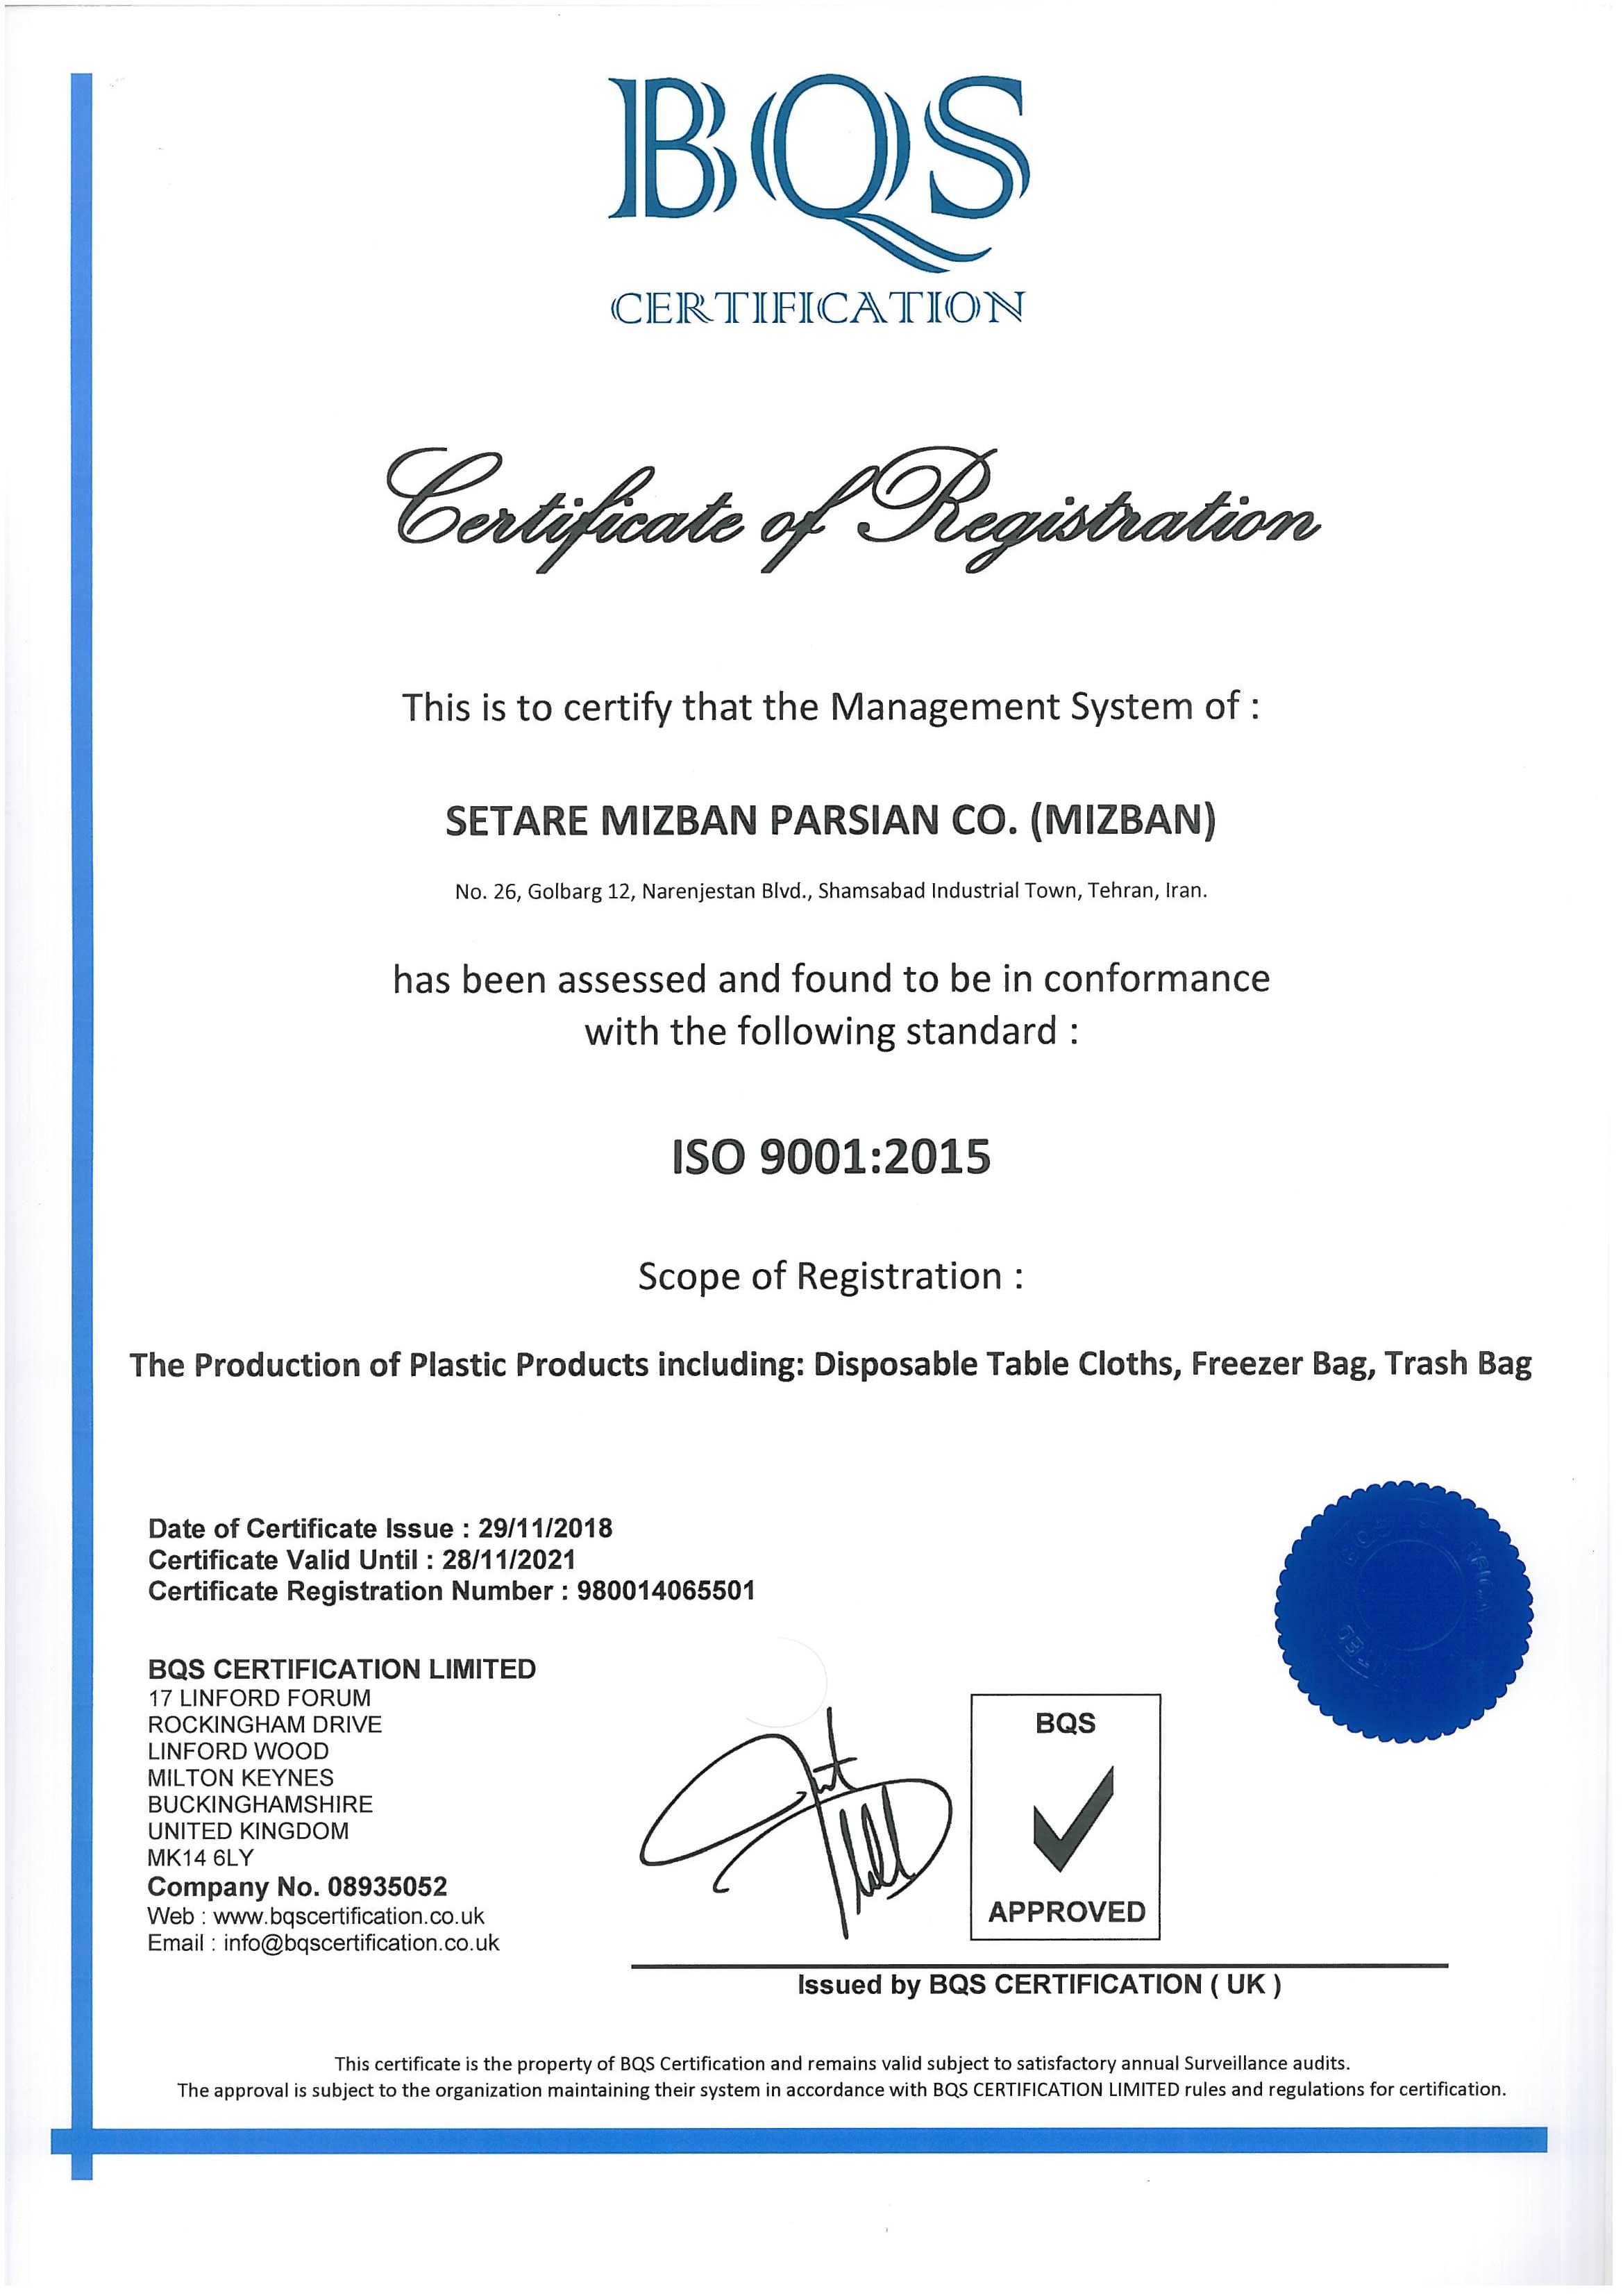 BQS
CERTIFICATION
Certificate of Registration
This is to certify that the Management System of :
SETARE MIZBAN PARSIAN CO. (MIZBAN)
No. 26, Golbarg 12, Narenjestan Blvd., Shamsabad Industrial Town, Tehran, Iran.
has been assessed and found to be in conformance
with the following standard :
ISO 9001:2015
Scope of Registration :
The Production of Plastic Products including: Disposable Table Cloths, Freezer Bag, Trash Bag
Date of Certificate Issue : 29/11/2018
Certificate Valid Until : 28/11/2021
Certificate Registration Number : 980014065501
BQS CERTIFICATION LIMITED
17 LINFORD FORUM
ROCKINGHAM DRIVE
LINFORD WOOD
MILTON KEYNES
BUCKINGHAMSHIRE
UNITED KINGDOM
MK14 6LY
Company No. 08935052
Web : www.bqscertification.co.uk
Email : info@bqscertification.co.uk
BQS
APPROVED
Issued by BQS CERTIFICATION ( UK )
This certificate is the property of BQS Certification and remains valid subject to satisfactory annual Surveillance audits.
The approval is subject to the organization maintaining their system in accordance with BQS CERTIFICATION LIMITED rules and regulations for certification.